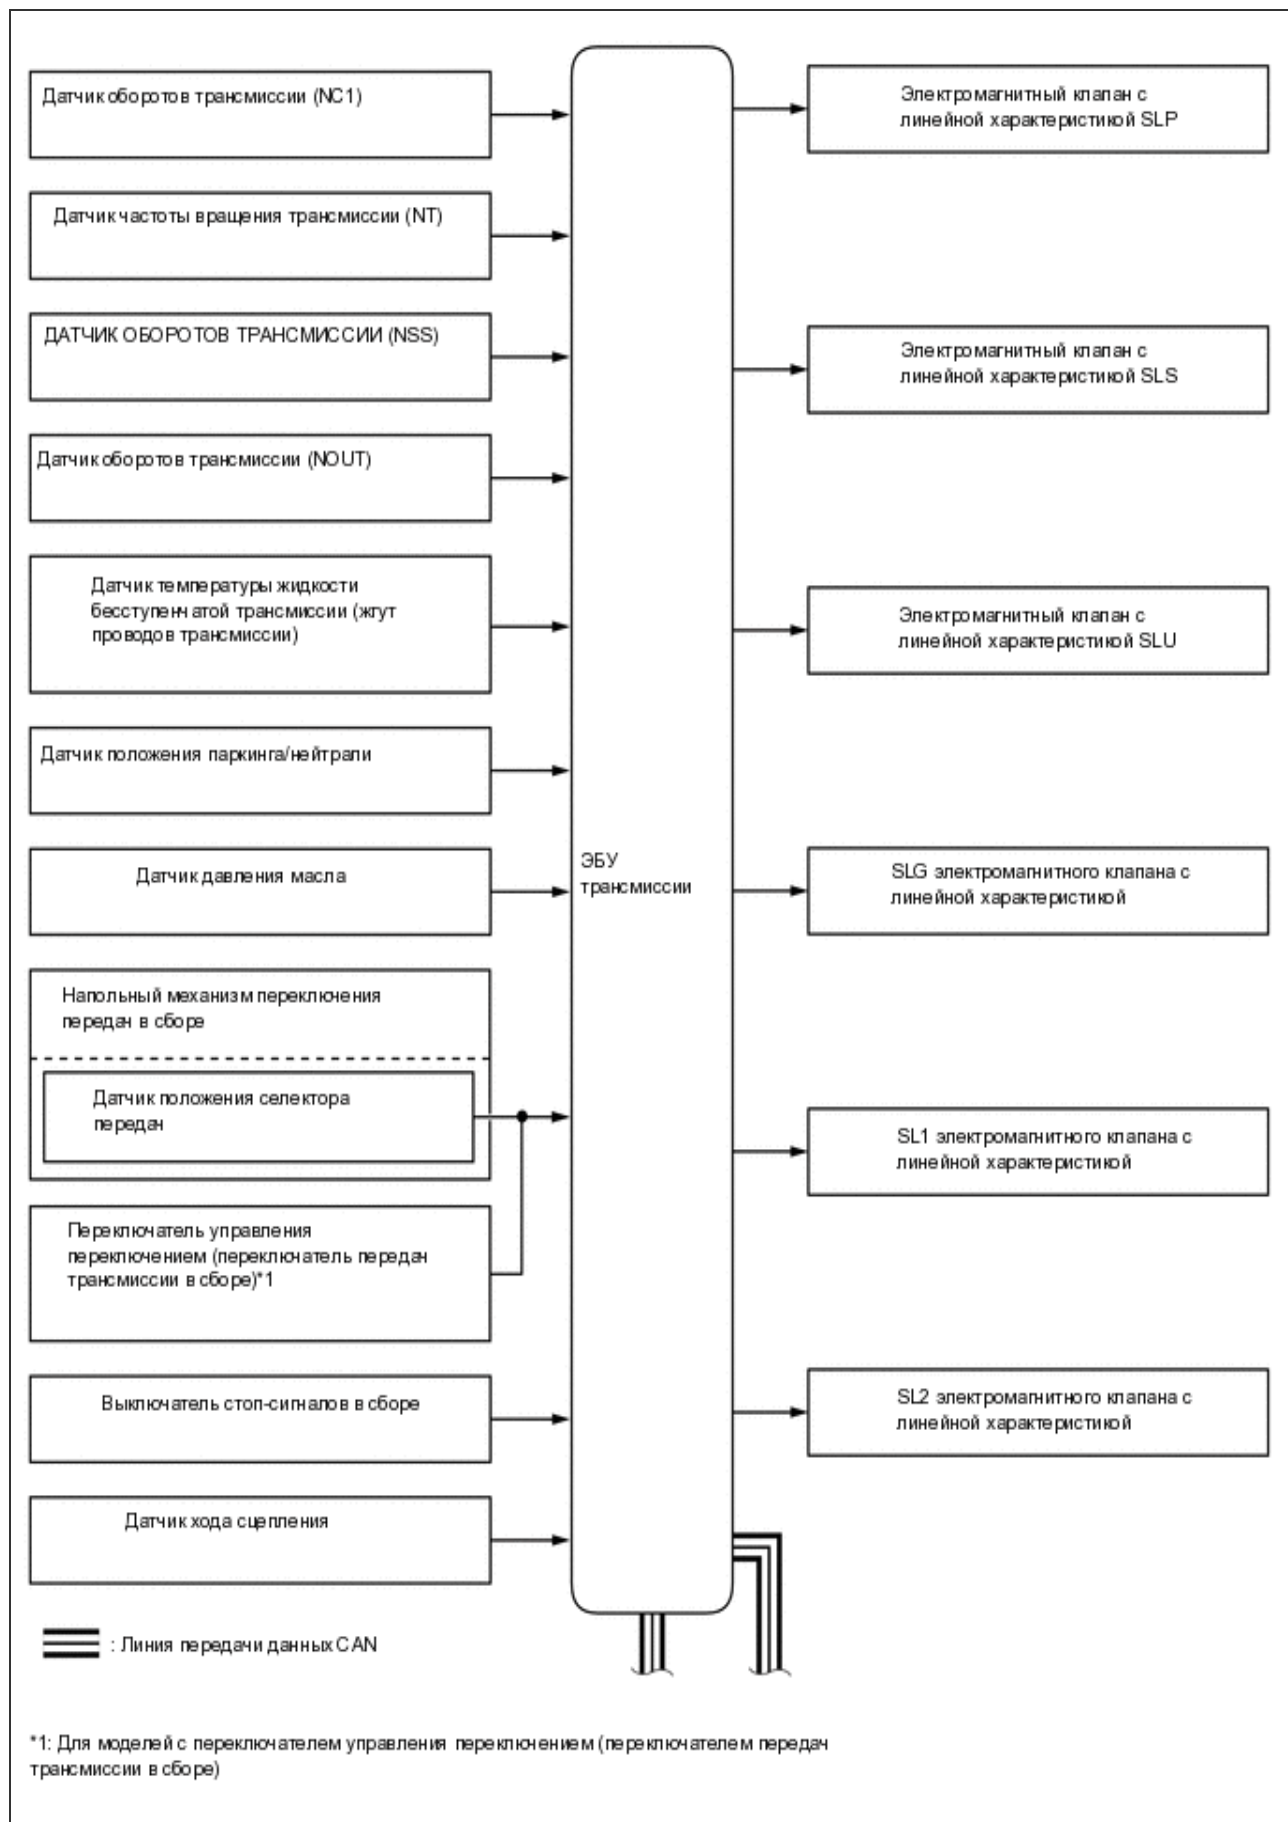 Датчик оборотов трансмиссии (NC1)
Датчик частоты вращения трансмиссии (NT)
ДАТЧИК ОБОРОТОВ ТРАНСМИССИИ (NSS)
Датчик оборотов трансмиссии (NOUT)
Датчик температуры жидкости
бесступенчатой трансмиссии (жгут
проводов трансмиссии)
Датчик положения паркинга/нейтрали
Датчик давления масла
Напольный механизм переключения
передач в сборе
Датчик положения селектора
передач
Переключатель управления
переключением (переключатель передач
трансмиссии в сборе)*1
Выключатель стоп-сигналов в сборе
Датчик хода сцепления
ЭБУ
трансмиссии
Электромагнитный клапан с
линейной характеристикой SLP
Электромагнитный клапан с
линейной характеристикой SLS
Электромагнитный клапан с
линейной характеристикой SLU
SLG электромагнитного клапана с
линейной характеристикой
SL1 электромагнитного клапана с
линейной характеристикой
SL2 электромагнитного клапана с
линейной характеристикой
: Линия передачи данных CAN
*1: Для моделей с переключателем управления переключением (переключателем передач
трансмиссии в сборе)